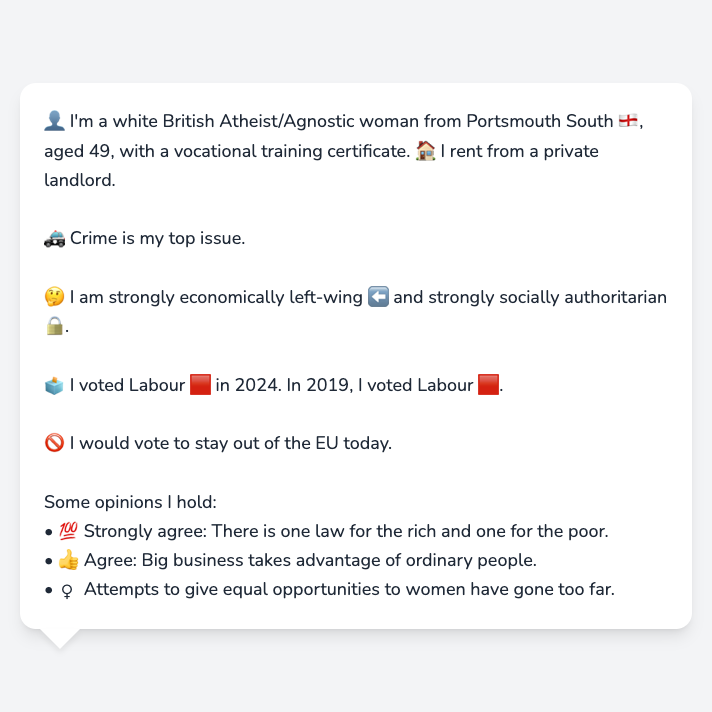 👤 I'm a white British Atheist/Agnostic woman from Portsmouth South 🏴󠁧󠁢󠁥󠁮󠁧󠁿,
aged 49, with a vocational training certificate. 🏠 I rent from a private
landlord.
🚓 Crime is my top issue.
🤔 I am strongly economically left-wing ⬅️ and strongly socially authoritarian
🔒.
🗳️ I voted Labour 🟥 in 2024. In 2019, I voted Labour 🟥.
🚫 I would vote to stay out of the EU today.
Some opinions I hold:
• 💯 Strongly agree: There is one law for the rich and one for the poor.
• 👍 Agree: Big business takes advantage of ordinary people.
• ♀ Attempts to give equal opportunities to women have gone too far.